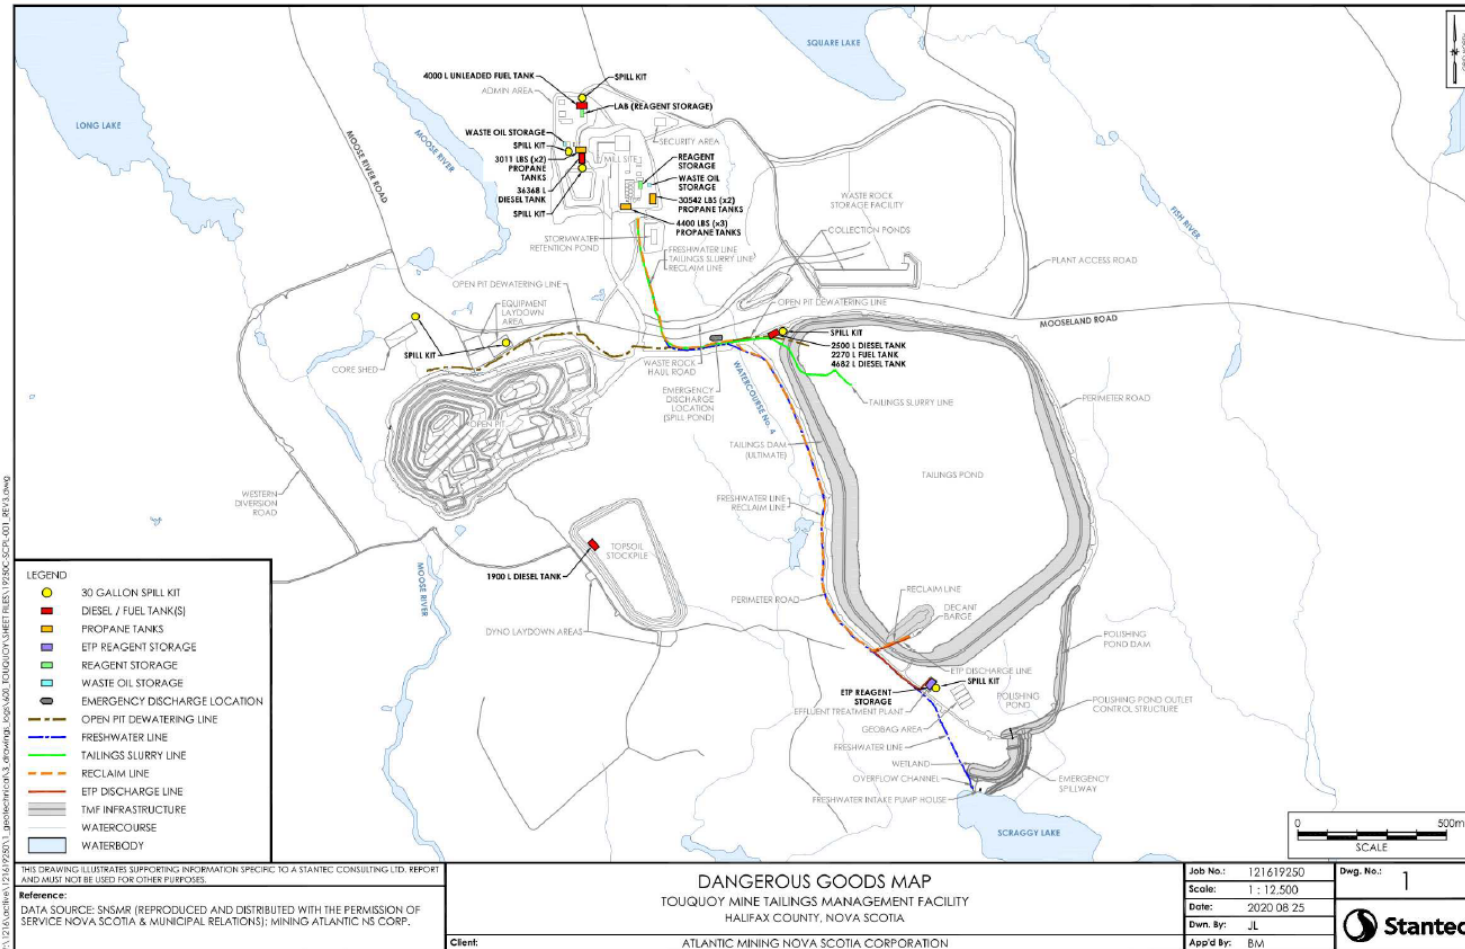 SQUARE LAKE
4000 L UNLEADED FUEL TANK
SPILL KIT
ADMIN AREA
LAB (REAGENT STORAGE)
LONG LAKE
MOOSE RIVER ROAD
MOOSE RIVER
WASTE OIL STORAGE
SPILL KIT
3011 LBS (x2)
PROPANE
TANKS
36368 L
DIESEL TANK
SPILL KIT
MILL SITE
SECURITY AREA
REAGENT
STORAGE
WASTE OIL
STORAGE
30542 LBS (x2)
PROPANE TANKS
4400 LBS (x3)
PROPANE TANKS
WASTE ROCK
STORAGE FACILITY
FISH RIVER
COLLECTION PONDS
STORMWATER
RETENTION POND
FRESHWATER LINE
TAILINGS SLURRY LINE
RECLAIM LINE
PLANT ACCESS ROAD
OPEN PIT DEWATERING LINE
EQUIPMENT
LAYDOWN
AREA
OPEN PIT DEWATERING LINE
MOOSELAND ROAD
SPILL KIT
CORE SHED
SPILL KIT
2500 L DIESEL TANK
2270 L FUEL TANK
4682 L DIESEL TANK
WASTE ROCK
HAUL ROAD
EMERGENCY
DISCHARGE
LOCATION
(SPILL POND)
WATERCOURSE No. 4
TAILINGS SLURRY LINE
PERIMETER ROAD
OPEN PIT
TAILINGS DAM
(ULTIMATE)
TAILINGS POND
WESTERN
DIVERSION
ROAD
FRESHWATER LINE
RECLAIM LINE
TOPSOIL
STOCKPILE
1900 L DIESEL TANK
MOOSE RIVER
PERIMETER ROAD
RECLAIM LINE
DECANT
BARGE
DYNO LAYDOWN AREAS
POLISHING
POND DAM
ETP DISCHARGE LINE
SPILL KIT
ETP REAGENT
STORAGE
EFFLUENT TREATMENT PLANT
POLISHING
POND
POLISHING POND OUTLET
CONTROL STRUCTURE
GEOBAG AREA
FRESHWATER LINE
WETLAND
OVERFLOW CHANNEL
EMERGENCY
SPILLWAY
FRESHWATER INTAKE PUMP HOUSE
SCRAGGY LAKE
LEGEND
30 GALLON SPILL KIT
DIESEL / FUEL TANK(S)
PROPANE TANKS
ETP REAGENT STORAGE
REAGENT STORAGE
WASTE OIL STORAGE
EMERGENCY DISCHARGE LOCATION
OPEN PIT DEWATERING LINE
FRESHWATER LINE
TAILINGS SLURRY LINE
RECLAIM LINE
ETP DISCHARGE LINE
TMF INFRASTRUCTURE
WATERCOURSE
WATERBODY
0 500m
SCALE
THIS DRAWING ILLUSTRATES SUPPORTING INFORMATION SPECIFIC TO A STANTEC CONSULTING LTD. REPORT
AND MUST NOT BE USED FOR OTHER PURPOSES.
Reference:
DATA SOURCE: SNSMR (REPRODUCED AND DISTRIBUTED WITH THE PERMISSION OF
SERVICE NOVA SCOTIA & MUNICIPAL RELATIONS); MINING ATLANTIC NS CORP.
DANGEROUS GOODS MAP
TOUQUOY MINE TAILINGS MANAGEMENT FACILITY
HALIFAX COUNTY, NOVA SCOTIA
Client: ATLANTIC MINING NOVA SCOTIA CORPORATION
Job No.: 121619250
Scale: 1 : 12,500
Date: 2020 08 25
Dwn. By: JL
App'd By: BM
Dwg. No.: 1
Stantec